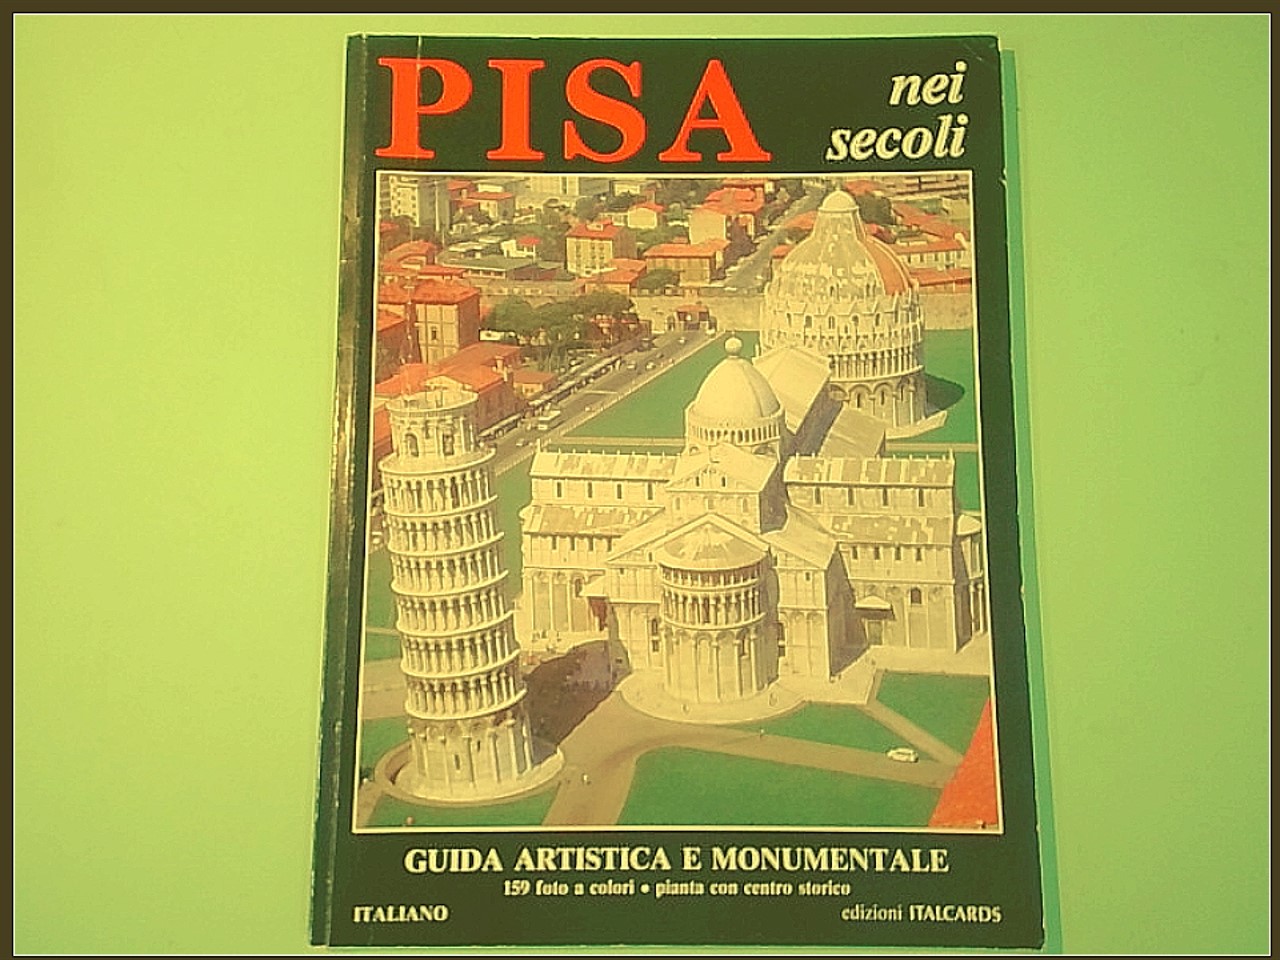 PISA
nei
secoli
GUIDA ARTISTICA E MONUMENTALE
159 foto a colori • pianta con centro storico
ITALIANO
edizioni ITALCARDS